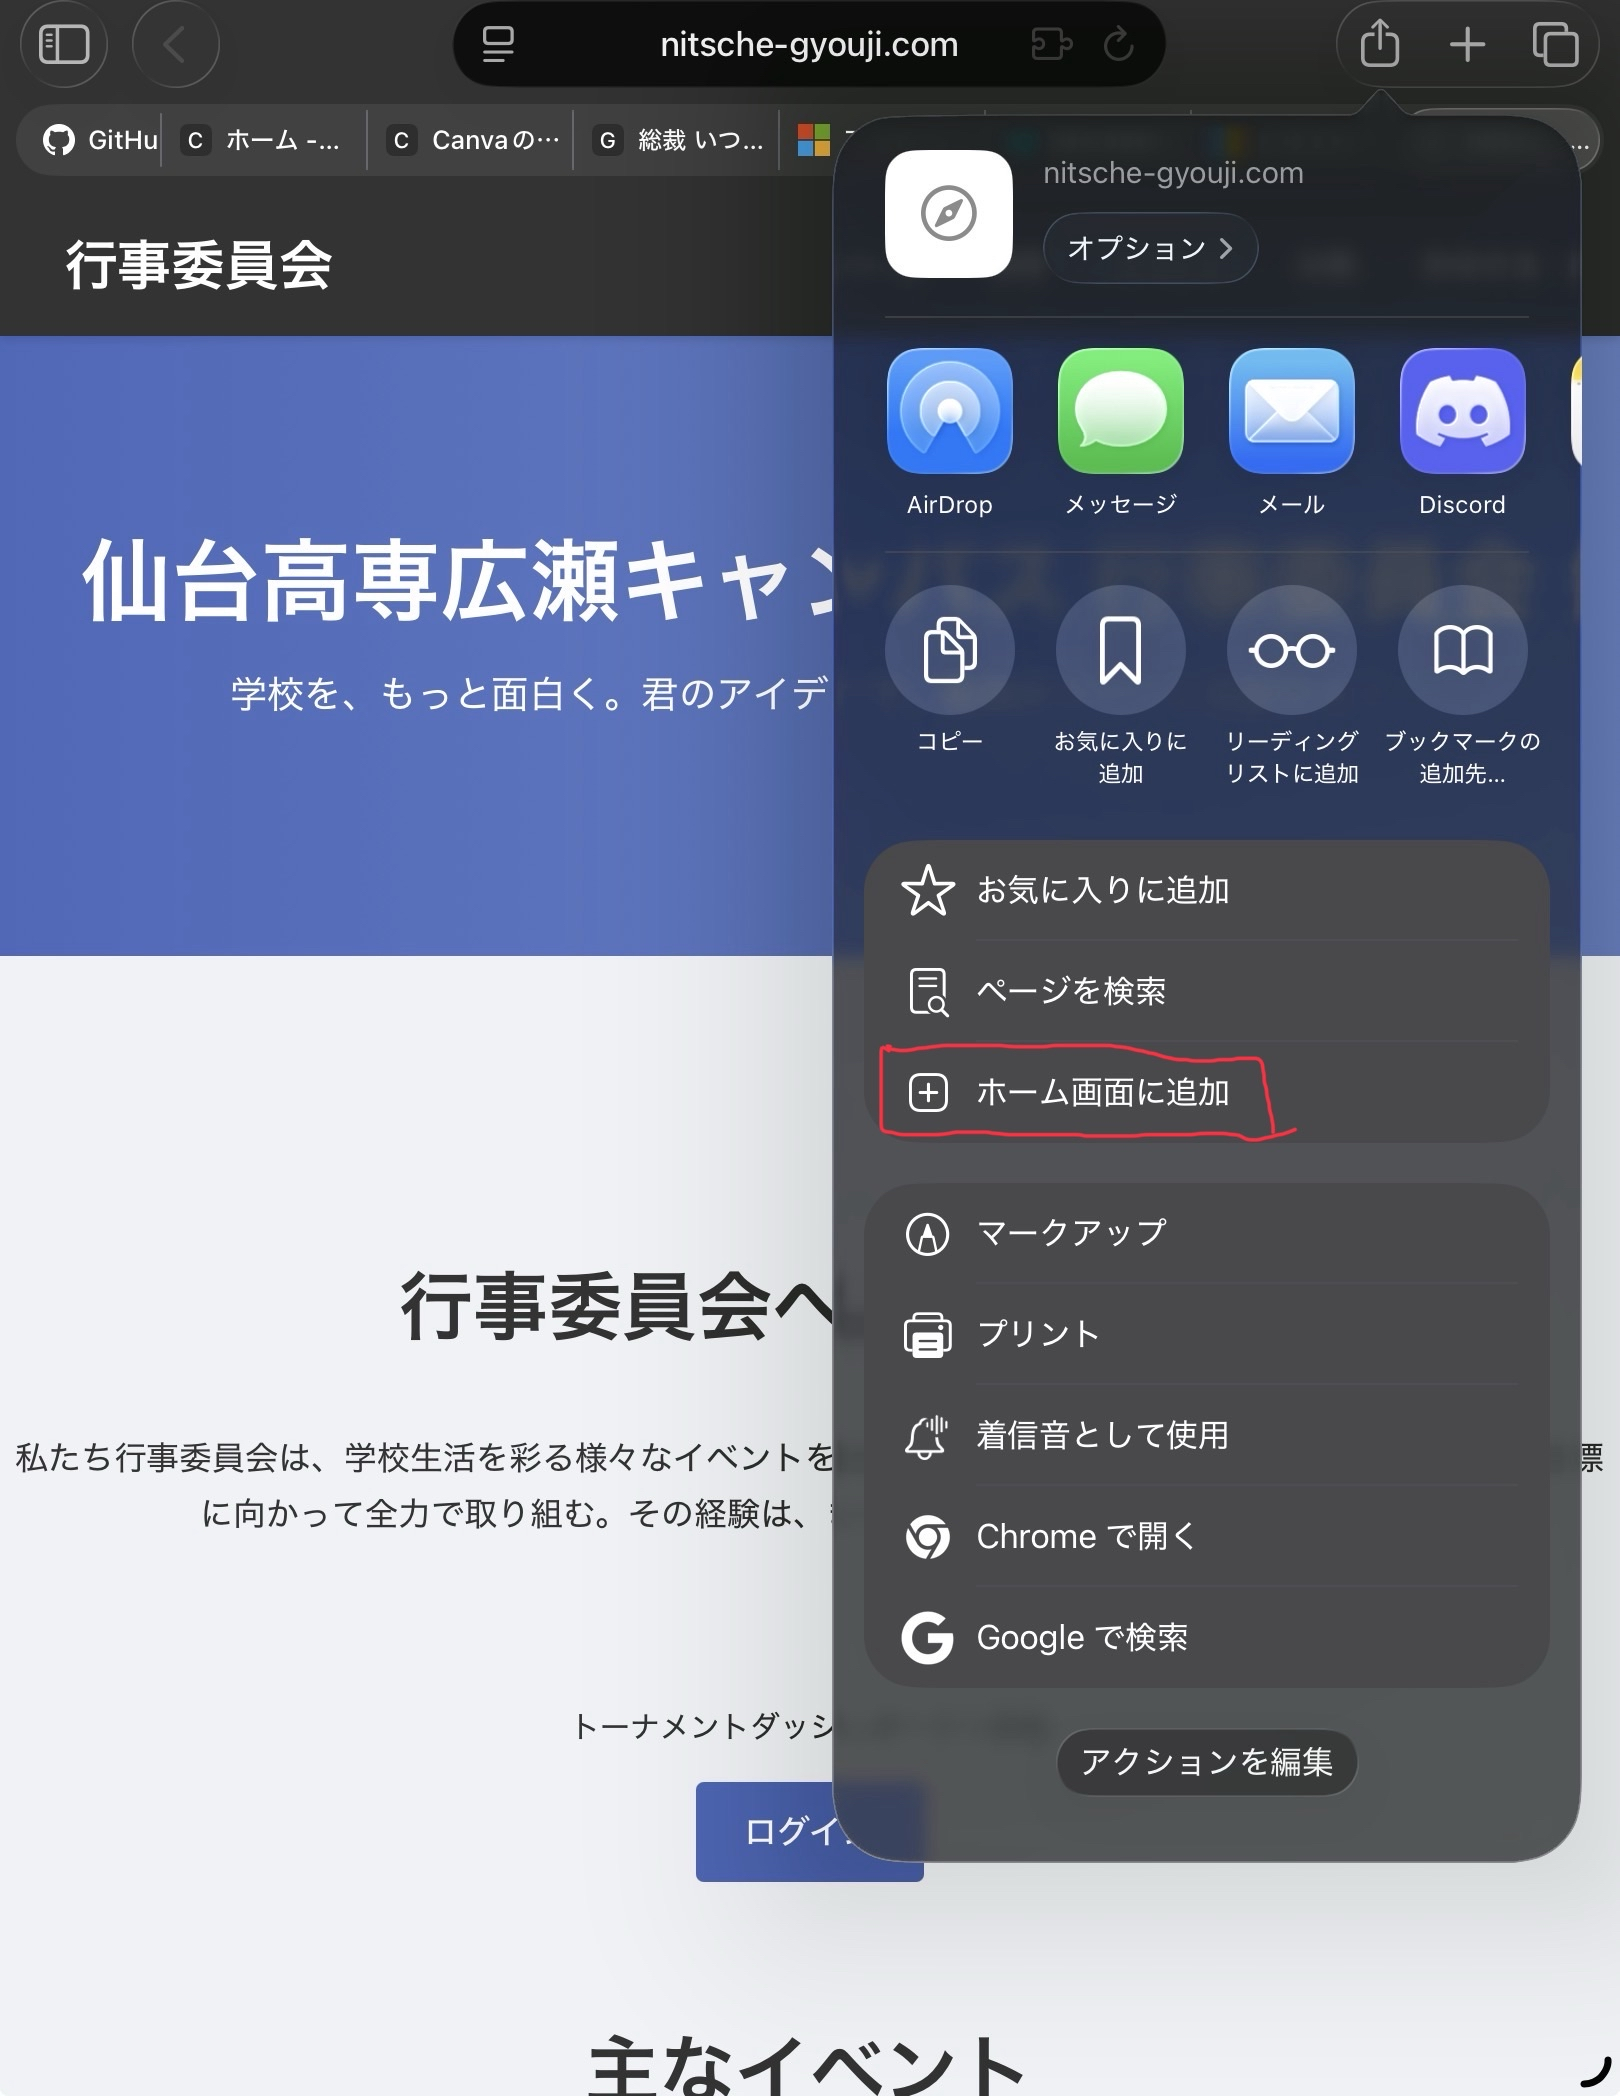 nitsche-gyouji.com
GitHu
C ホーム -...
C Canvaの…
G 総裁 いつ...
...
nitsche-gyouji.com
オプション
行事委員会
AirDrop
メッセージ
メール
Discord
仙台高専広瀬キャン
学校を、もっと面白く。君のアイデ
コピー
お気に入りに
追加
リーディング
リストに追加
ブックマークの
追加先...
お気に入りに追加
ページを検索
ホーム画面に追加
マークアップ
プリント
着信音として使用
Chrome で開く
Google で検索
アクションを編集
行事委員会へ
私たち行事委員会は、学校生活を彩る様々なイベントを
標
に向かって全力で取り組む。その経験は、
トーナメントダッシ
ログイ
主なイベント